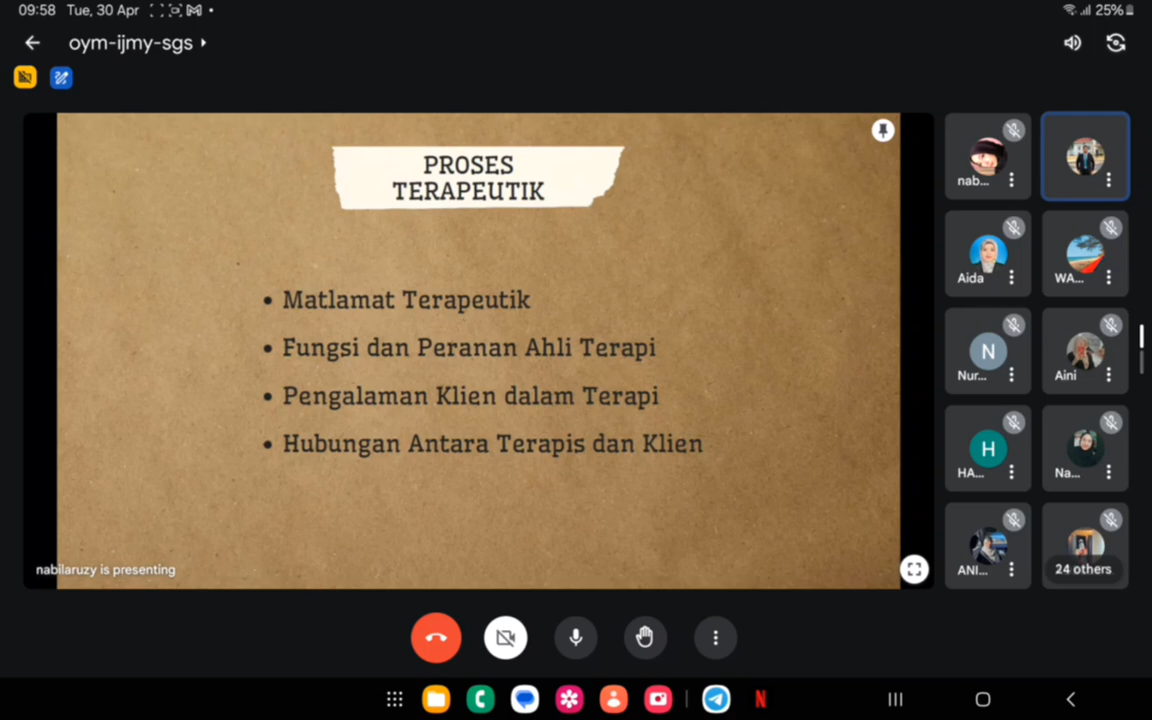 09:58 Tue, 30 Apr
25%
oym-ijmy-sgs
PROSES
TERAPEUTIK
• Matlamat Terapeutik
• Fungsi dan Peranan Ahli Terapi
• Pengalaman Klien dalam Terapi
• Hubungan Antara Terapis dan Klien
nabilaruzy is presenting
nab...
Aida
WA...
N
Nur...
Aini
H
HA...
Na...
ANI...
24 others
N